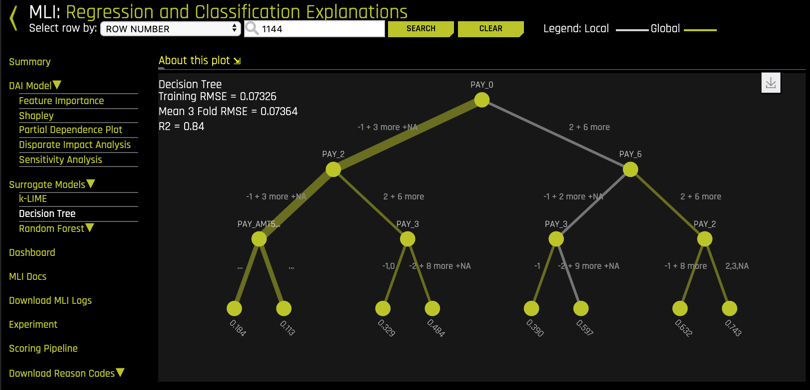 MLI: Regression and Classification Explanations
Select row by: ROW NUMBER 1144 SEARCH CLEAR Legend: Local Global
Summary
DAI Model
Feature Importance
Shapley
Partial Dependence Plot
Disparate Impact Analysis
Sensitivity Analysis
Surrogate Models
k-LIME
Decision Tree
Random Forest
Dashboard
MLI Docs
Download MLI Logs
Experiment
Scoring Pipeline
Download Reason Codes
About this plot
Decision Tree
Training RMSE = 0.07326
Mean 3 Fold RMSE = 0.07364
R2 = 0.84
PAY_0
-1 + 3 more +NA 2 + 6 more
PAY_2 PAY_6
-1 + 3 more +NA 2 + 6 more -1 + 2 more +NA 2 + 6 more
PAY_AMT5... PAY_3 PAY_3 PAY_2
... ... -1,0 -2 + 8 more +NA -1 -2 + 9 more +NA -1 + 8 more 2,3,NA
0.184 0.113 0.329 0.484 0.390 0.597 0.632 0.743